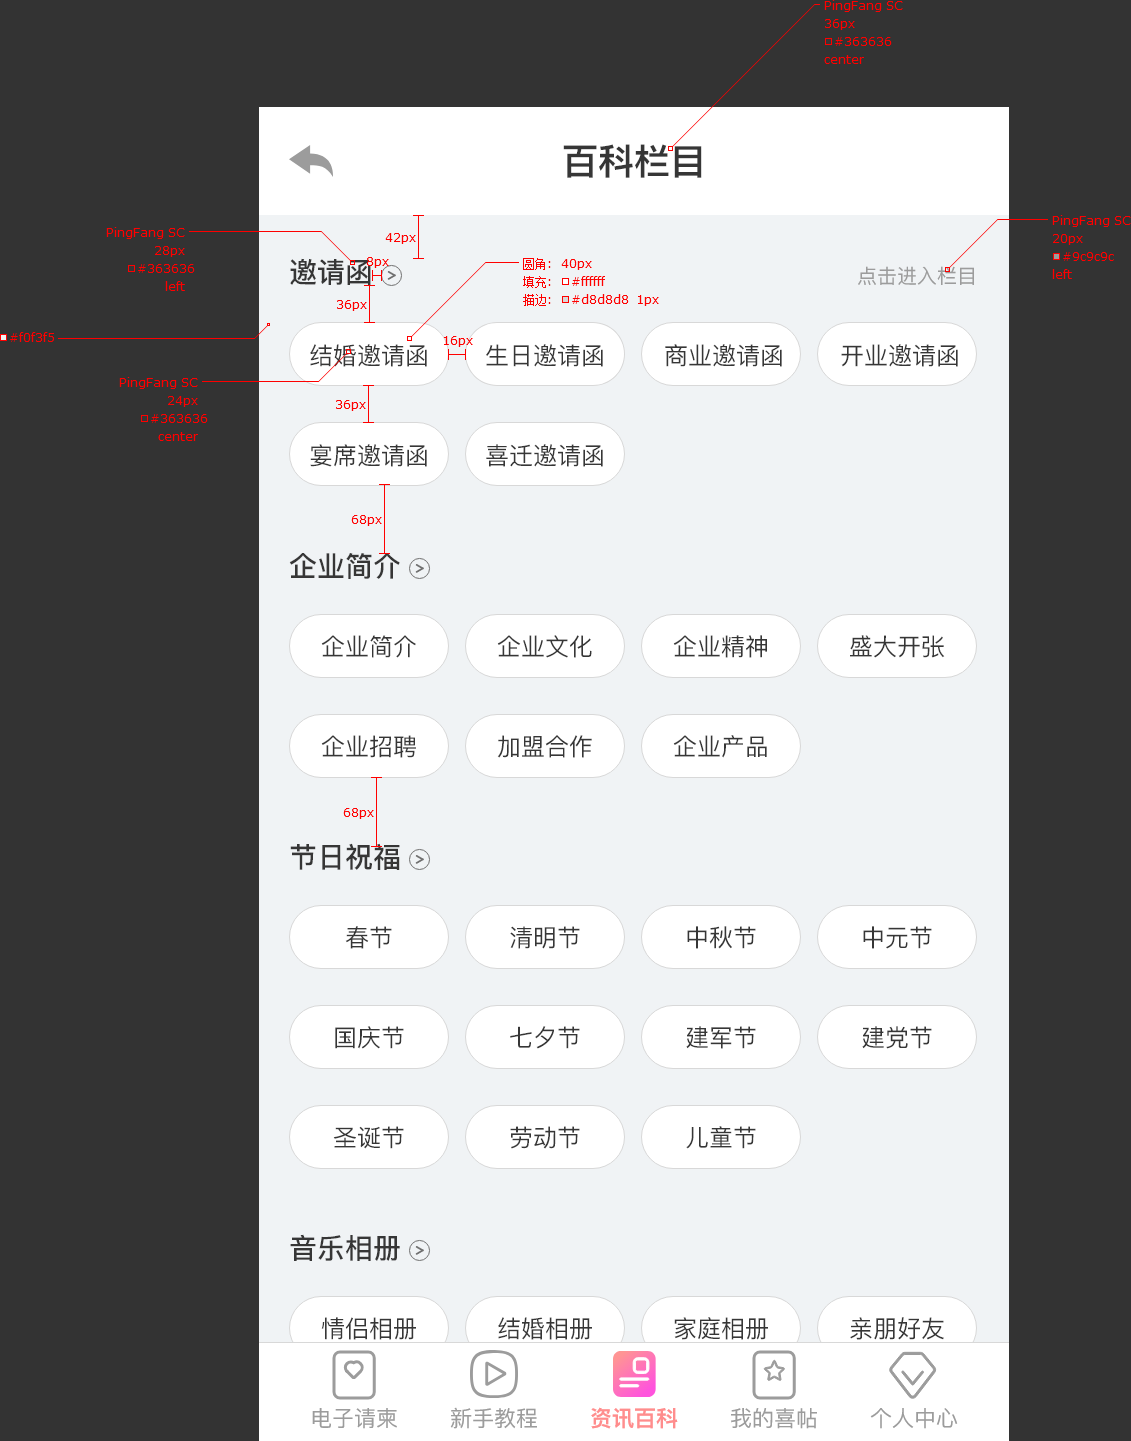 PingFang SC
36px
#363636
center
百科栏目
PingFang SC
28px
#363636
left
42px
8px
邀请函
圆角： 40px
填充： #ffffff
描边： #d8d8d8 1px
PingFang SC
20px
#9c9c9c
left
点击进入栏目
36px
#f0f3f5
16px
结婚邀请函
生日邀请函
商业邀请函
开业邀请函
PingFang SC
24px
#363636
center
36px
宴席邀请函
喜迁邀请函
68px
企业简介
企业简介
企业文化
企业精神
盛大开张
企业招聘
加盟合作
企业产品
68px
节日祝福
春节
清明节
中秋节
中元节
国庆节
七夕节
建军节
建党节
圣诞节
劳动节
儿童节
音乐相册
情侣相册
结婚相册
家庭相册
亲朋好友
电子请柬
新手教程
资讯百科
我的喜帖
个人中心